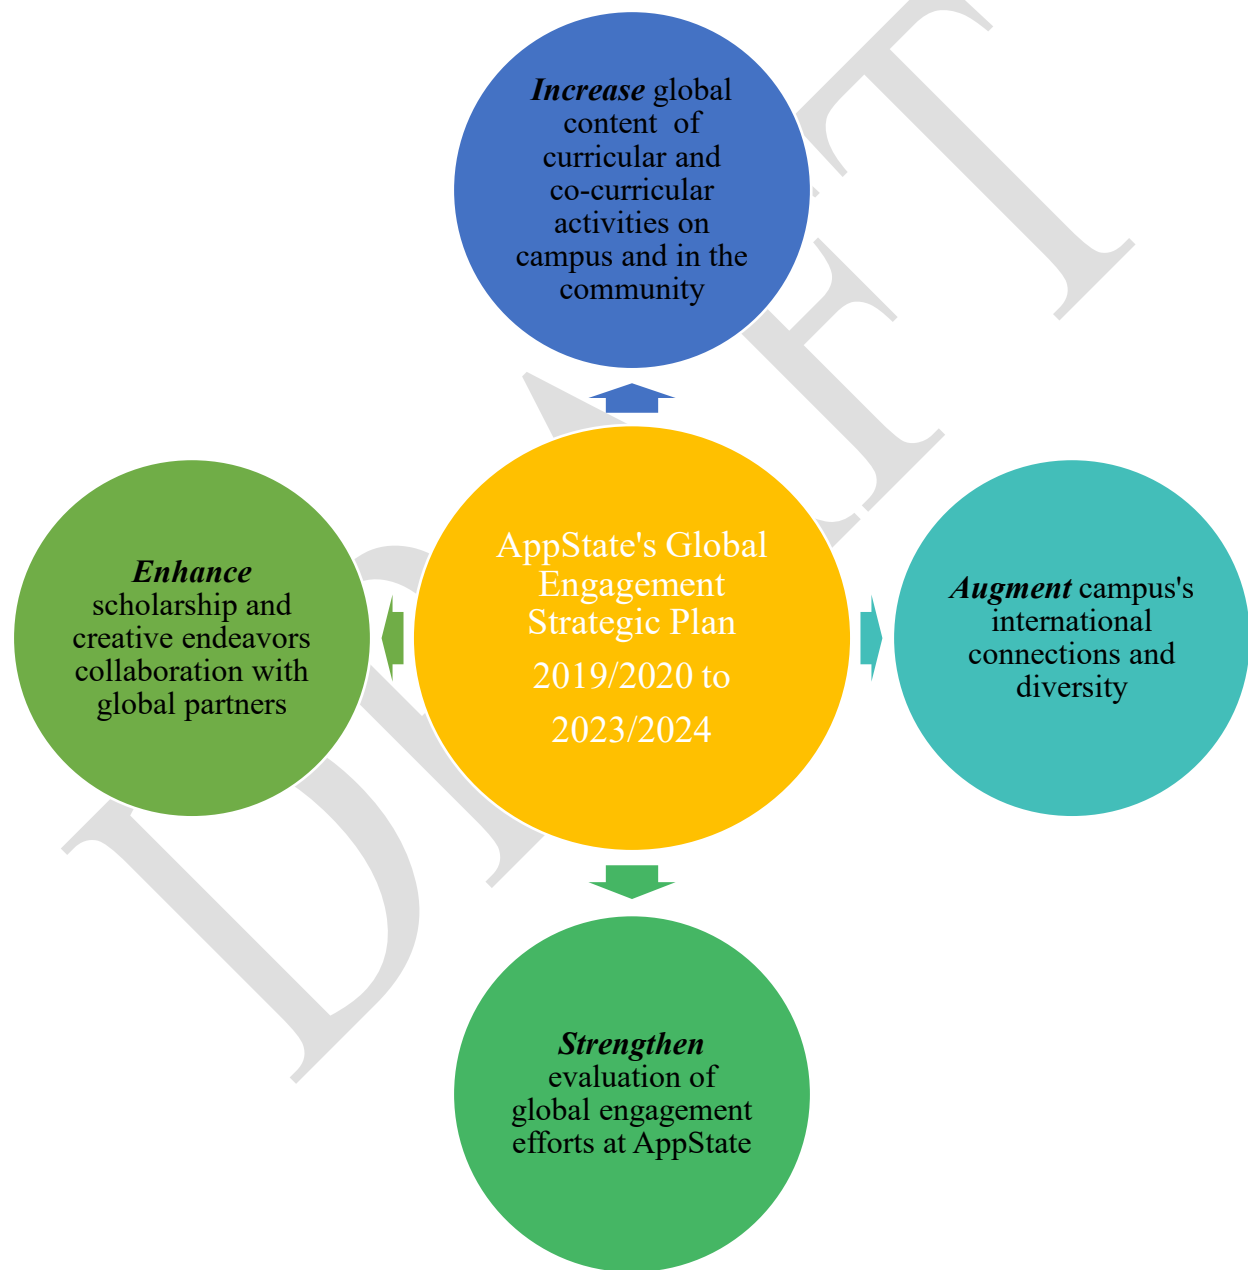 Increase global
content of
curricular and
co-curricular
activities on
campus and in the
community
Enhance
scholarship and
creative endeavors
collaboration with
global partners
AppState's Global
Engagement
Strategic Plan
2019/2020 to
2023/2024
Augment campus's
international
connections and
diversity
Strengthen
evaluation of
global engagement
efforts at AppState
DRAFT